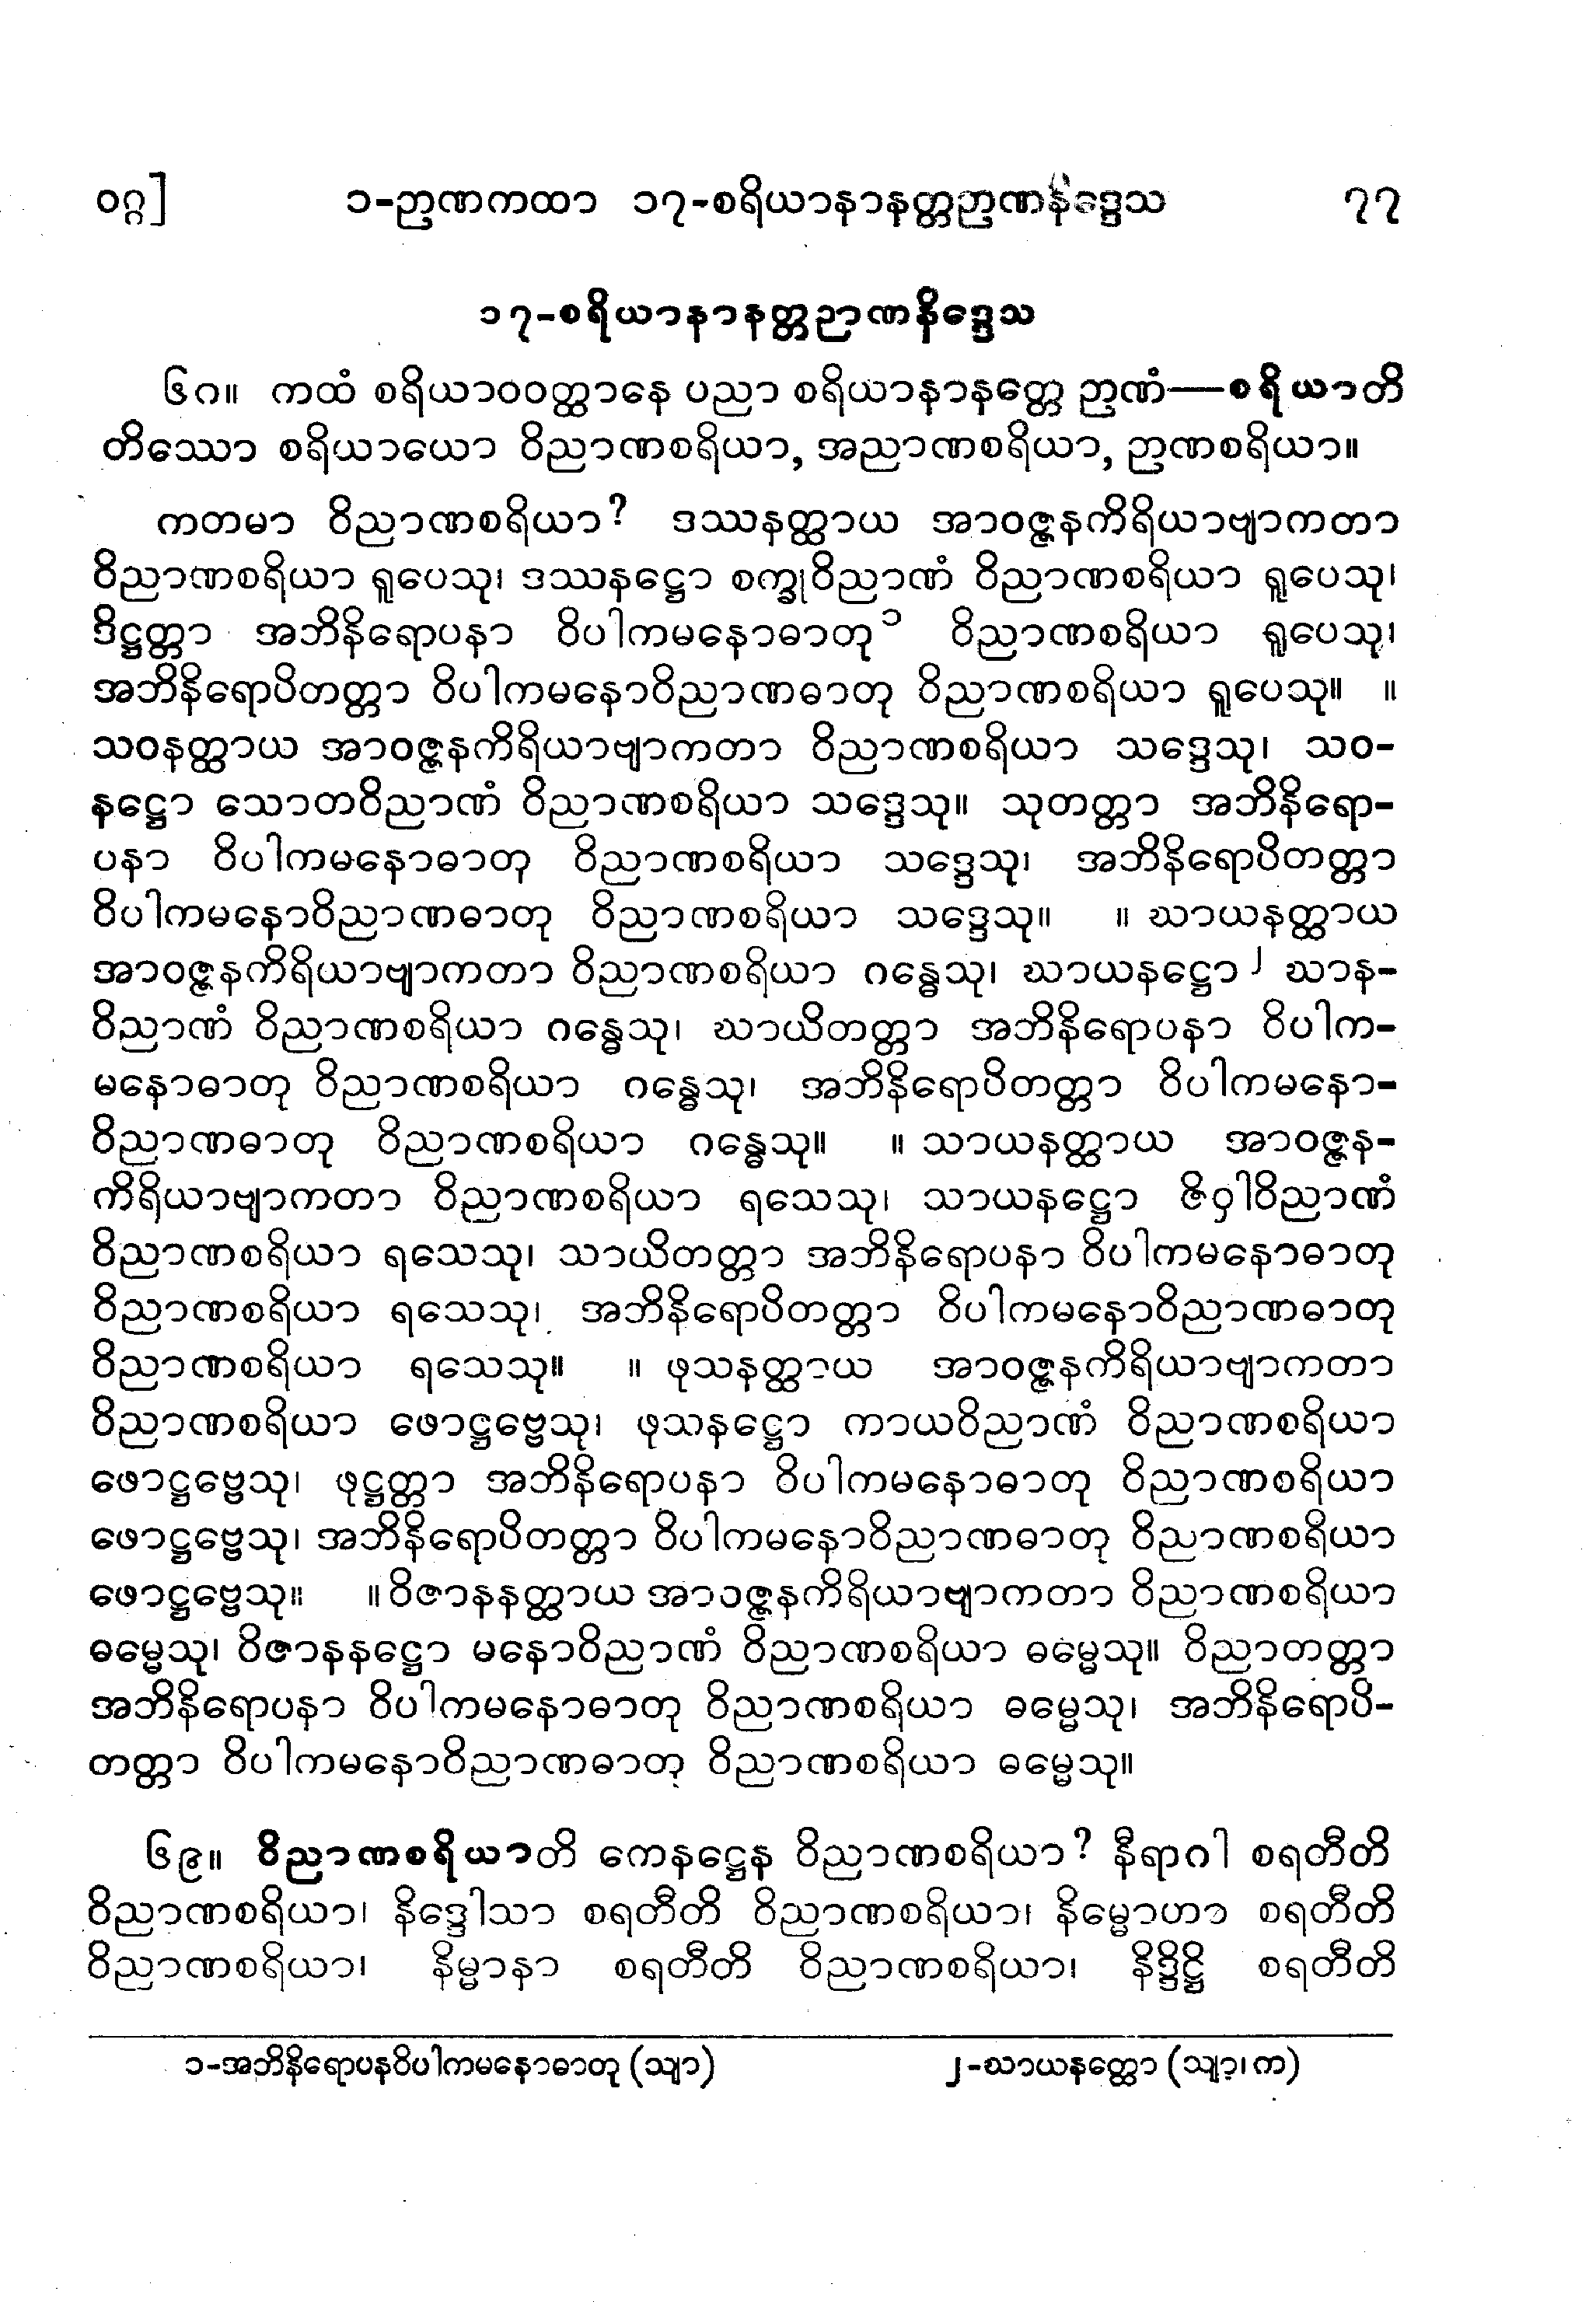 ဝဂ္ဂ] ၁-ဉာဏကထာ ၁၇-စရိယာနာနတ္တဉာဏနိဒ္ဒေသ ၇၇
၁၇-စရိယာနာနတ္တဉာဏနိဒ္ဒေသ
၆၈။ ကထံ စရိယာဝဝတ္ထာနေ ပညာ စရိယာနာနတ္တေ ဉာဏံ—စရိယာတိ
တိဿော စရိယာယော ဝိညာဏစရိယာ, အညာဏစရိယာ, ဉာဏစရိယာ။
ကတမာ ဝိညာဏစရိယာ? ဒဿနတ္ထာယ အာဝဇ္ဇနကိရိယာဗျာကတာ
ဝိညာဏစရိယာ ရူပေသု၊ ဒဿနဋ္ဌော စက္ခုဝိညာဏံ ဝိညာဏစရိယာ ရူပေသု၊
ဒိဋ္ဌတ္တာ အဘိနိရောပနာ ဝိပါကမနောဓာတု ၁ ဝိညာဏစရိယာ ရူပေသု၊
အဘိနိရောပိတတ္တာ ဝိပါကမနောဝိညာဏဓာတု ဝိညာဏစရိယာ ရူပေသု။ ။
သဝနတ္ထာယ အာဝဇ္ဇနကိရိယာဗျာကတာ ဝိညာဏစရိယာ သဒ္ဒေသု၊ သဝ-
နဋ္ဌော သောတဝိညာဏံ ဝိညာဏစရိယာ သဒ္ဒေသု။ သုတတ္တာ အဘိနိရော-
ပနာ ဝိပါကမနောဓာတု ဝိညာဏစရိယာ သဒ္ဒေသု၊ အဘိနိရောပိတတ္တာ
ဝိပါကမနောဝိညာဏဓာတု ဝိညာဏစရိယာ သဒ္ဒေသု။ ။ ဃာယနတ္ထာယ
အာဝဇ္ဇနကိရိယာဗျာကတာ ဝိညာဏစရိယာ ဂန္ဓေသု၊ ဃာယနဋ္ဌော ၂ ဃာန-
ဝိညာဏံ ဝိညာဏစရိယာ ဂန္ဓေသု၊ ဃာယိတတ္တာ အဘိနိရောပနာ ဝိပါက-
မနောဓာတု ဝိညာဏစရိယာ ဂန္ဓေသု၊ အဘိနိရောပိတတ္တာ ဝိပါကမနော-
ဝိညာဏဓာတု ဝိညာဏစရိယာ ဂန္ဓေသု။ ။ သာယနတ္ထာယ အာဝဇ္ဇန-
ကိရိယာဗျာကတာ ဝိညာဏစရိယာ ရသေသု၊ သာယနဋ္ဌော ဇိဝှါဝိညာဏံ
ဝိညာဏစရိယာ ရသေသု၊ သာယိတတ္တာ အဘိနိရောပနာ ဝိပါကမနောဓာတု
ဝိညာဏစရိယာ ရသေသု၊ အဘိနိရောပိတတ္တာ ဝိပါကမနောဝိညာဏဓာတု
ဝိညာဏစရိယာ ရသေသု။ ။ ဖုသနတ္ထာယ အာဝဇ္ဇနကိရိယာဗျာကတာ
ဝိညာဏစရိယာ ဖောဋ္ဌဗ္ဗေသု၊ ဖုသနဋ္ဌော ကာယဝိညာဏံ ဝိညာဏစရိယာ
ဖောဋ္ဌဗ္ဗေသု၊ ဖုဋ္ဌတ္တာ အဘိနိရောပနာ ဝိပါကမနောဓာတု ဝိညာဏစရိယာ
ဖောဋ္ဌဗ္ဗေသု၊ အဘိနိရောပိတတ္တာ ဝိပါကမနောဝိညာဏဓာတု ဝိညာဏစရိယာ
ဖောဋ္ဌဗ္ဗေသု။ ။ ဝိဇာနနတ္ထာယ အာဝဇ္ဇနကိရိယာဗျာကတာ ဝိညာဏစရိယာ
ဓမ္မေသု၊ ဝိဇာနနဋ္ဌော မနောဝိညာဏံ ဝိညာဏစရိယာ ဓမ္မေသု။ ဝိညာတတ္တာ
အဘိနိရောပနာ ဝိပါကမနောဓာတု ဝိညာဏစရိယာ ဓမ္မေသု၊ အဘိနိရောပိ-
တတ္တာ ဝိပါကမနောဝိညာဏဓာတု ဝိညာဏစရိယာ ဓမ္မေသု။
၆၉။ ဝိညာဏစရိယာတိ ကေနဋ္ဌေန ဝိညာဏစရိယာ? နီရာဂါ စရတီတိ
ဝိညာဏစရိယာ၊ နိဒ္ဒေါသာ စရတီတိ ဝိညာဏစရိယာ၊ နိမ္မောဟာ စရတီတိ
ဝိညာဏစရိယာ၊ နိမ္မာနာ စရတီတိ ဝိညာဏစရိယာ၊ နိဒ္ဒိဋ္ဌိ စရတီတိ
၁-အဘိနိရောပနဝိပါကမနောဓာတု (သျာ) ၂-ဃာယနတ္ထော (သျာ၊ က)